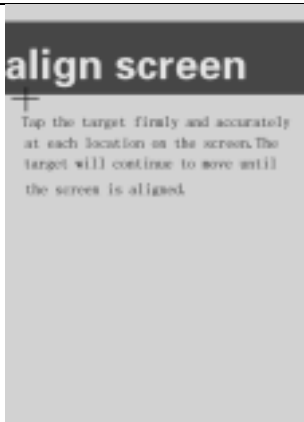 align screen
Tap the target firmly and accurately
at each location on the screen.The
target will continue to move until
the screen is aligned.